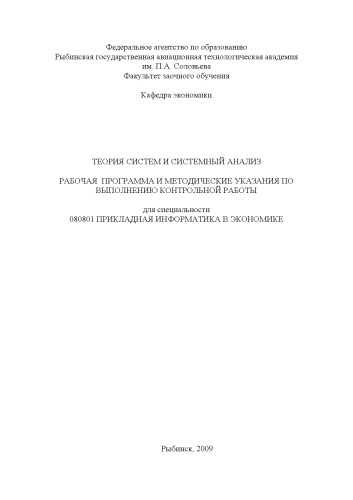 Федеральное агентство по образованию
Рыбинская государственная авиационная технологическая академия
им. П.А. Соловьева
Факультет заочного обучения
Кафедра экономики
ТЕОРИЯ СИСТЕМ И СИСТЕМНЫЙ АНАЛИЗ
РАБОЧАЯ ПРОГРАММА И МЕТОДИЧЕСКИЕ УКАЗАНИЯ ПО
ВЫПОЛНЕНИЮ КОНТРОЛЬНОЙ РАБОТЫ
для специальности
080801 ПРИКЛАДНАЯ ИНФОРМАТИКА В ЭКОНОМИКЕ
Рыбинск, 2009